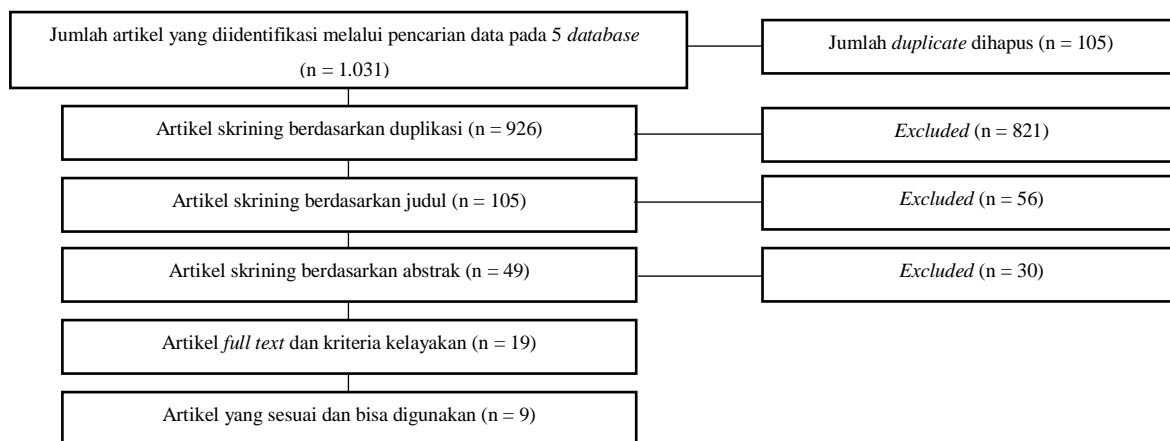 Jumlah artikel yang diidentifikasi melalui pencarian data pada 5 database
(n = 1.031)
Jumlah duplicate dihapus (n = 105)
Artikel skrining berdasarkan duplikasi (n = 926)
Excluded (n = 821)
Artikel skrining berdasarkan judul (n = 105)
Excluded (n = 56)
Artikel skrining berdasarkan abstrak (n = 49)
Excluded (n = 30)
Artikel full text dan kriteria kelayakan (n = 19)
Artikel yang sesuai dan bisa digunakan (n = 9)